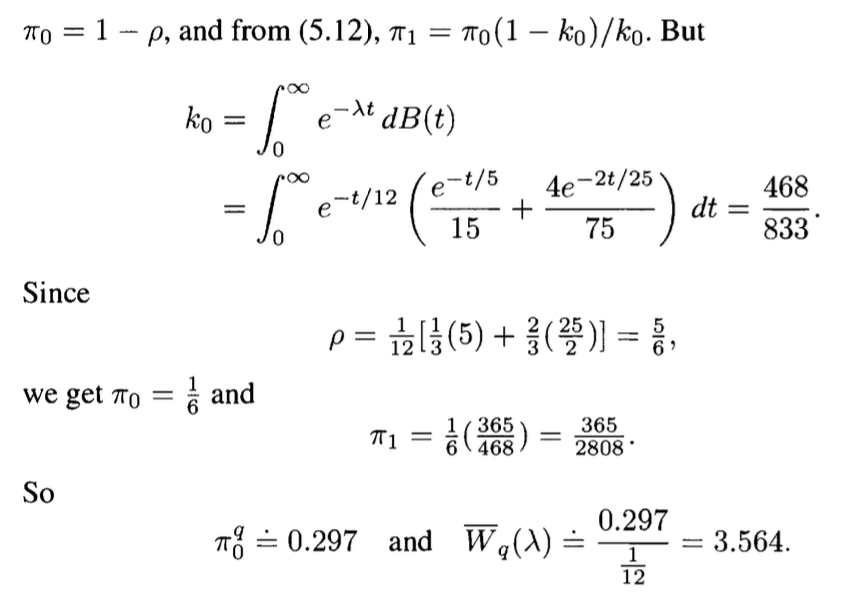 π₀ = 1 − ρ, and from (5.12), π₁ = π₀(1 − k₀)/k₀. But
k₀ = ∫₀^∞ e^{−λt} dB(t)
= ∫₀^∞ e^{−t/12} (e^{−t/5}/15 + 4e^{−2t/25}/75) dt = 468/833.
Since
ρ = 1/12[1/3(5) + 2/3(25/2)] = 5/6,
we get π₀ = 1/6 and
π₁ = 1/6(365/468) = 365/2808.
So
π₀^q ≐ 0.297 and W̅_q(λ) ≐ 0.297/(1/12) = 3.564.